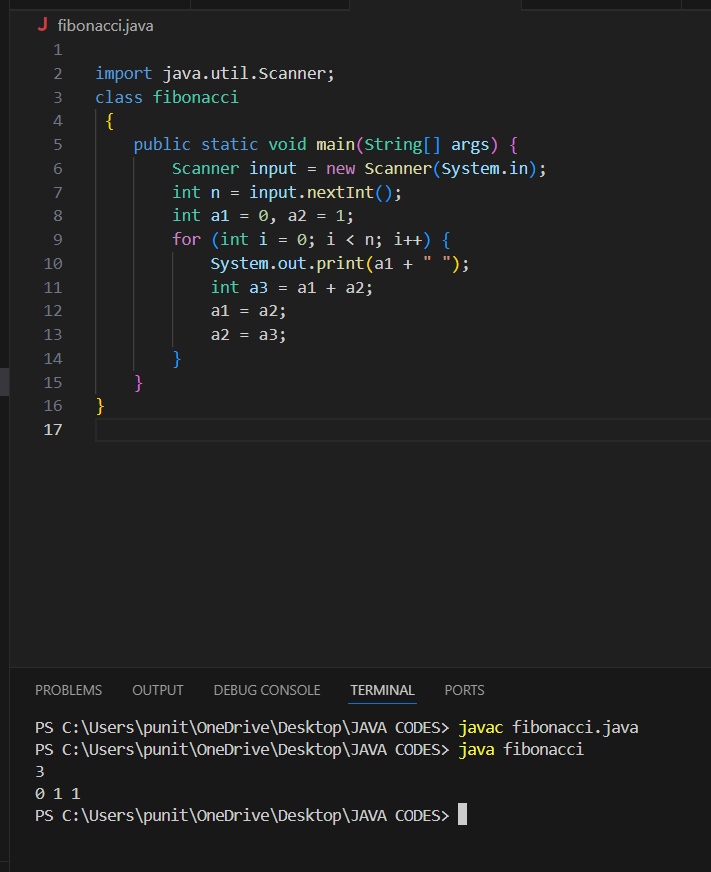 J fibonacci.java
1
2 import java.util.Scanner;
3 class fibonacci
4 {
5 public static void main(String[] args) {
6 Scanner input = new Scanner(System.in);
7 int n = input.nextInt();
8 int a1 = 0, a2 = 1;
9 for (int i = 0; i < n; i++) {
10 System.out.print(a1 + " ");
11 int a3 = a1 + a2;
12 a1 = a2;
13 a2 = a3;
14 }
15 }
16 }
17
PROBLEMS OUTPUT DEBUG CONSOLE TERMINAL PORTS
PS C:\Users\punit\OneDrive\Desktop\JAVA CODES> javac fibonacci.java
PS C:\Users\punit\OneDrive\Desktop\JAVA CODES> java fibonacci
3
0 1 1
PS C:\Users\punit\OneDrive\Desktop\JAVA CODES>